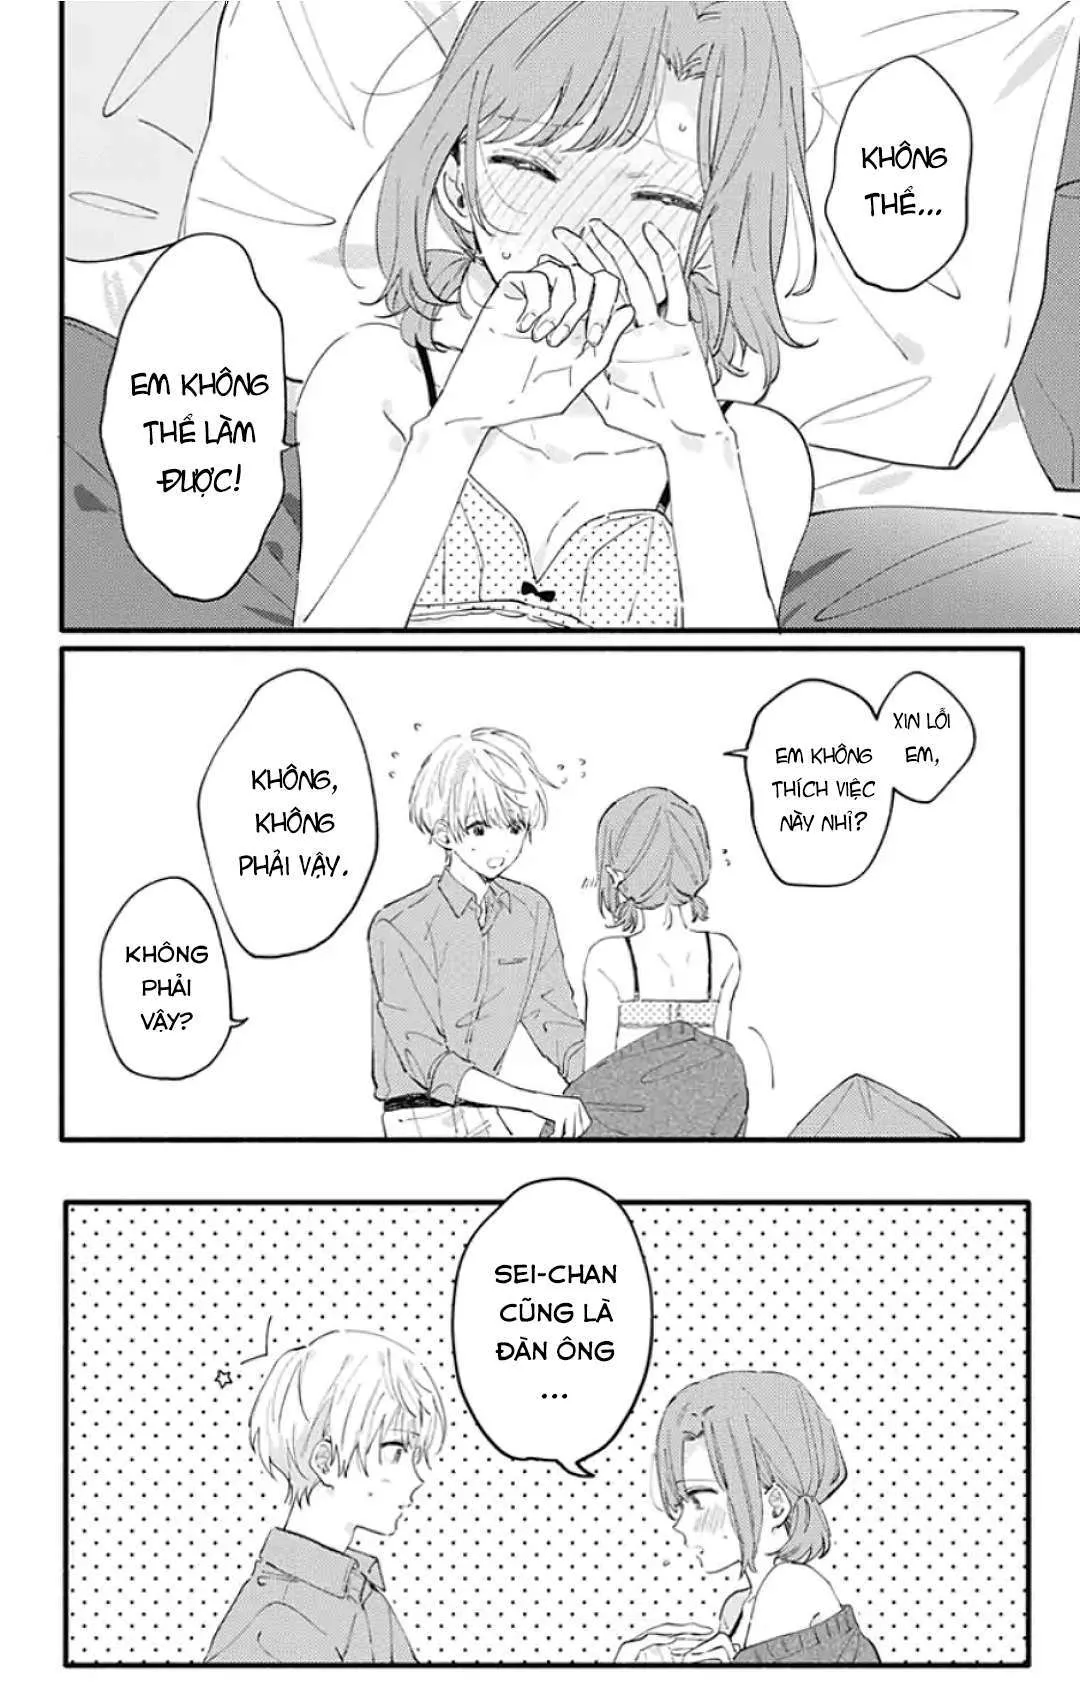 KHÔNG
THỂ...
EM KHÔNG
THỂ LÀM
ĐƯỢC!
XIN LỖI
EM,
EM KHÔNG
THÍCH VIỆC
NÀY NHỈ?
KHÔNG,
KHÔNG
PHẢI VẬY.
KHÔNG
PHẢI
VẬY?
SEI-CHAN
CŨNG LÀ
ĐÀN ÔNG
...